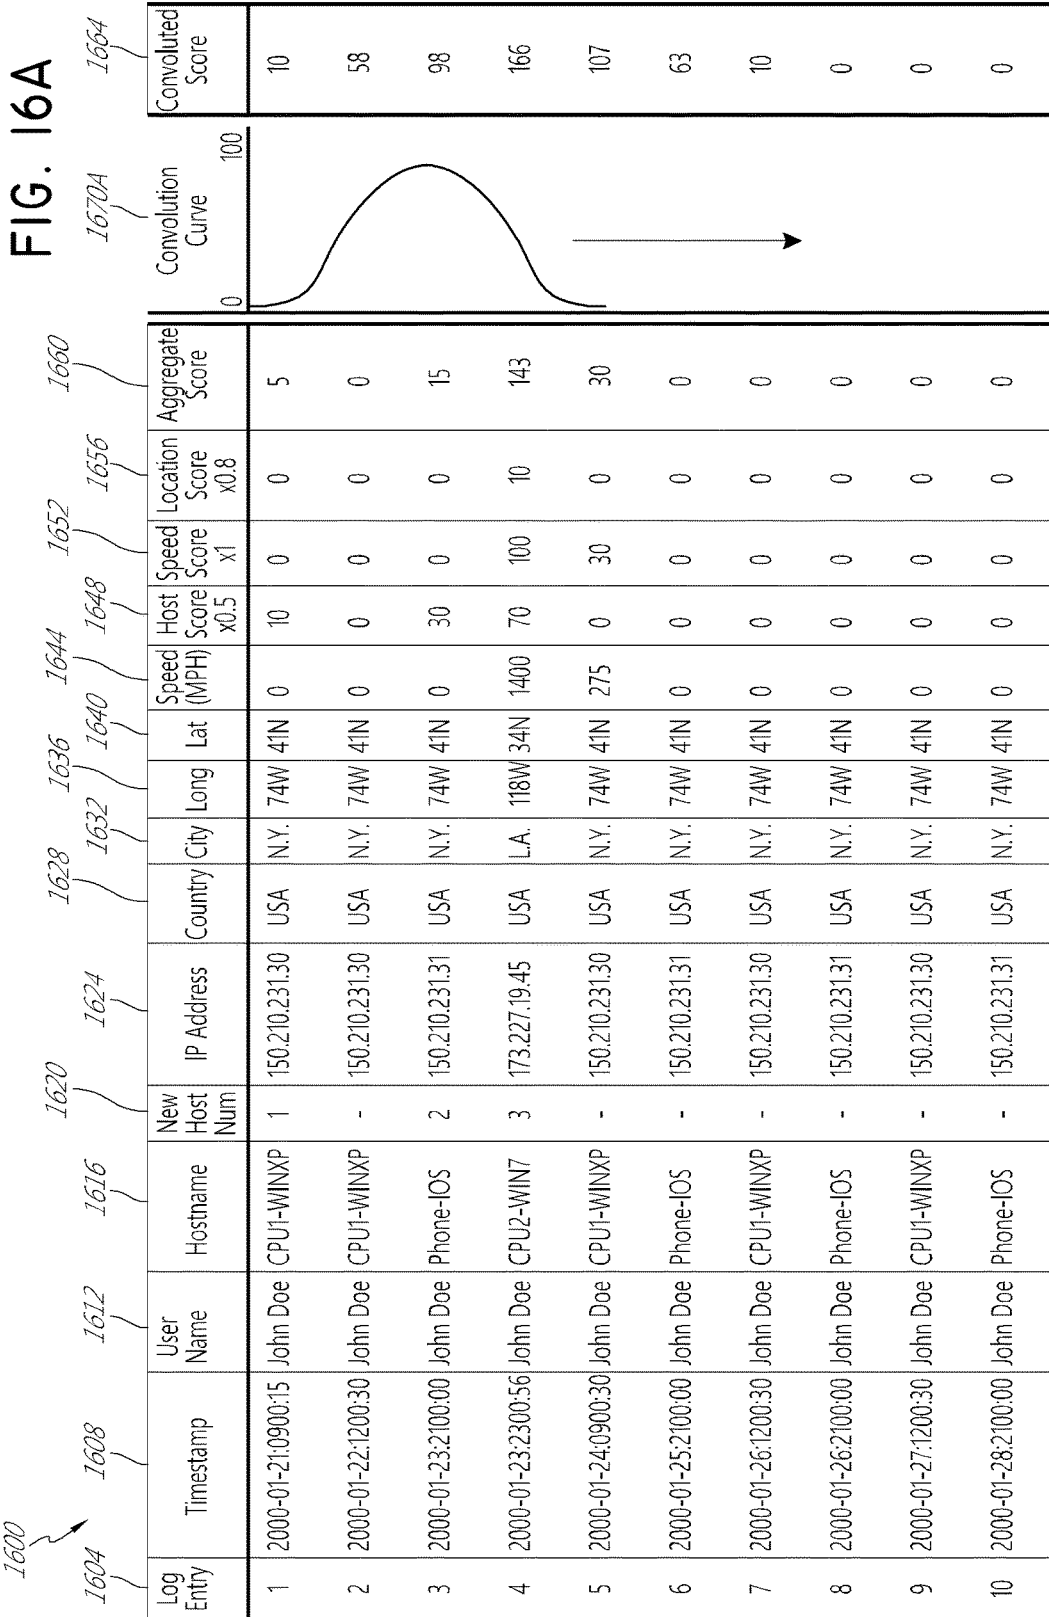 FIG. 16A
1600
1604 1608 1612 1616 1620 1624 1628 1632 1636 1640 1644 1648 1652 1656 1660 1670A 1664
Log Entry Timestamp User Name Hostname New Host Num IP Address Country City Long Lat Speed (MPH) Host Score x0.5 Speed Score x1 Location Score x0.8 Aggregate Score Convolution Curve Convoluted Score
0 100
1 2000-01-21:0900:15 John Doe CPU1-WINXP 1 150.210.231.30 USA N.Y. 74W 41N 0 10 0 0 5 10
2 2000-01-22:1200:30 John Doe CPU1-WINXP - 150.210.231.30 USA N.Y. 74W 41N 0 0 0 0 0 58
3 2000-01-23:2100:00 John Doe Phone-IOS 2 150.210.231.31 USA N.Y. 74W 41N 0 30 0 0 15 98
4 2000-01-23:2300:56 John Doe CPU2-WIN7 3 173.227.19.45 USA L.A. 118W 34N 1400 70 100 10 143 166
5 2000-01-24:0900:30 John Doe CPU1-WINXP - 150.210.231.30 USA N.Y. 74W 41N 275 0 30 0 30 107
6 2000-01-25:2100:00 John Doe Phone-IOS - 150.210.231.31 USA N.Y. 74W 41N 0 0 0 0 0 63
7 2000-01-26:1200:30 John Doe CPU1-WINXP - 150.210.231.30 USA N.Y. 74W 41N 0 0 0 0 0 10
8 2000-01-26:2100:00 John Doe Phone-IOS - 150.210.231.31 USA N.Y. 74W 41N 0 0 0 0 0 0
9 2000-01-27:1200:30 John Doe CPU1-WINXP - 150.210.231.30 USA N.Y. 74W 41N 0 0 0 0 0 0
10 2000-01-28:2100:00 John Doe Phone-IOS - 150.210.231.31 USA N.Y. 74W 41N 0 0 0 0 0 0